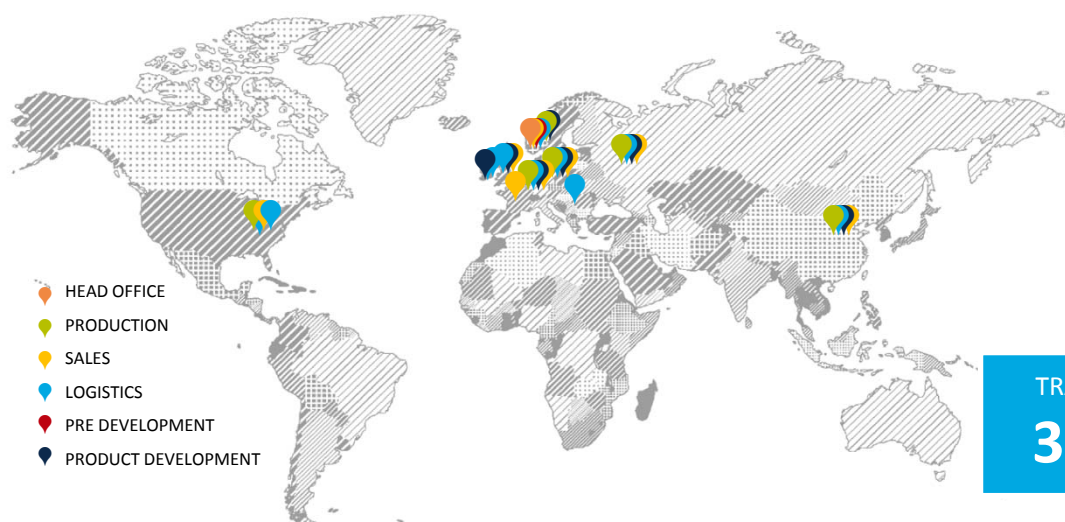 HEAD OFFICE
PRODUCTION
SALES
LOGISTICS
PRE DEVELOPMENT
PRODUCT DEVELOPMENT
TR
3